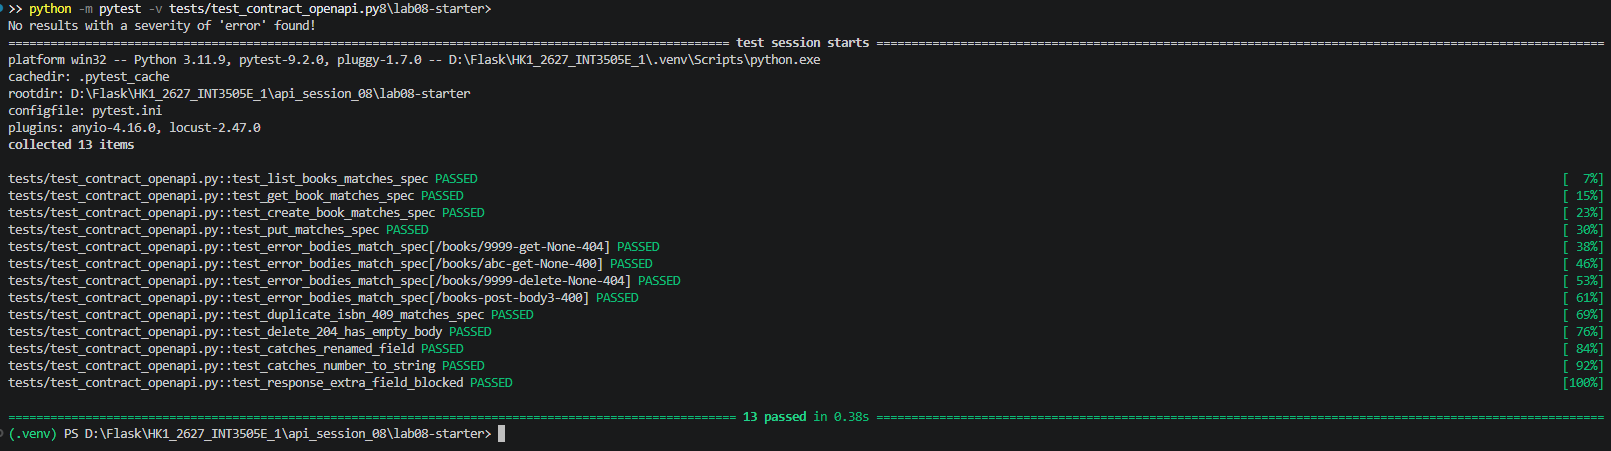 >> python -m pytest -v tests/test_contract_openapi.py8\lab08-starter>
No results with a severity of 'error' found!
============ test session starts ============
platform win32 -- Python 3.11.9, pytest-9.2.0, pluggy-1.7.0 -- D:\Flask\HK1_2627_INT3505E_1\.venv\Scripts\python.exe
cachedir: .pytest_cache
rootdir: D:\Flask\HK1_2627_INT3505E_1\api_session_08\lab08-starter
configfile: pytest.ini
plugins: anyio-4.16.0, locust-2.47.0
collected 13 items
tests/test_contract_openapi.py::test_list_books_matches_spec PASSED [ 7%]
tests/test_contract_openapi.py::test_get_book_matches_spec PASSED [ 15%]
tests/test_contract_openapi.py::test_create_book_matches_spec PASSED [ 23%]
tests/test_contract_openapi.py::test_put_matches_spec PASSED [ 30%]
tests/test_contract_openapi.py::test_error_bodies_match_spec[/books/9999-get-None-404] PASSED [ 38%]
tests/test_contract_openapi.py::test_error_bodies_match_spec[/books/abc-get-None-400] PASSED [ 46%]
tests/test_contract_openapi.py::test_error_bodies_match_spec[/books/9999-delete-None-404] PASSED [ 53%]
tests/test_contract_openapi.py::test_error_bodies_match_spec[/books-post-body3-400] PASSED [ 61%]
tests/test_contract_openapi.py::test_duplicate_isbn_409_matches_spec PASSED [ 69%]
tests/test_contract_openapi.py::test_delete_204_has_empty_body PASSED [ 76%]
tests/test_contract_openapi.py::test_catches_renamed_field PASSED [ 84%]
tests/test_contract_openapi.py::test_catches_number_to_string PASSED [ 92%]
tests/test_contract_openapi.py::test_response_extra_field_blocked PASSED [100%]
============ 13 passed in 0.38s ============
(.venv) PS D:\Flask\HK1_2627_INT3505E_1\api_session_08\lab08-starter>